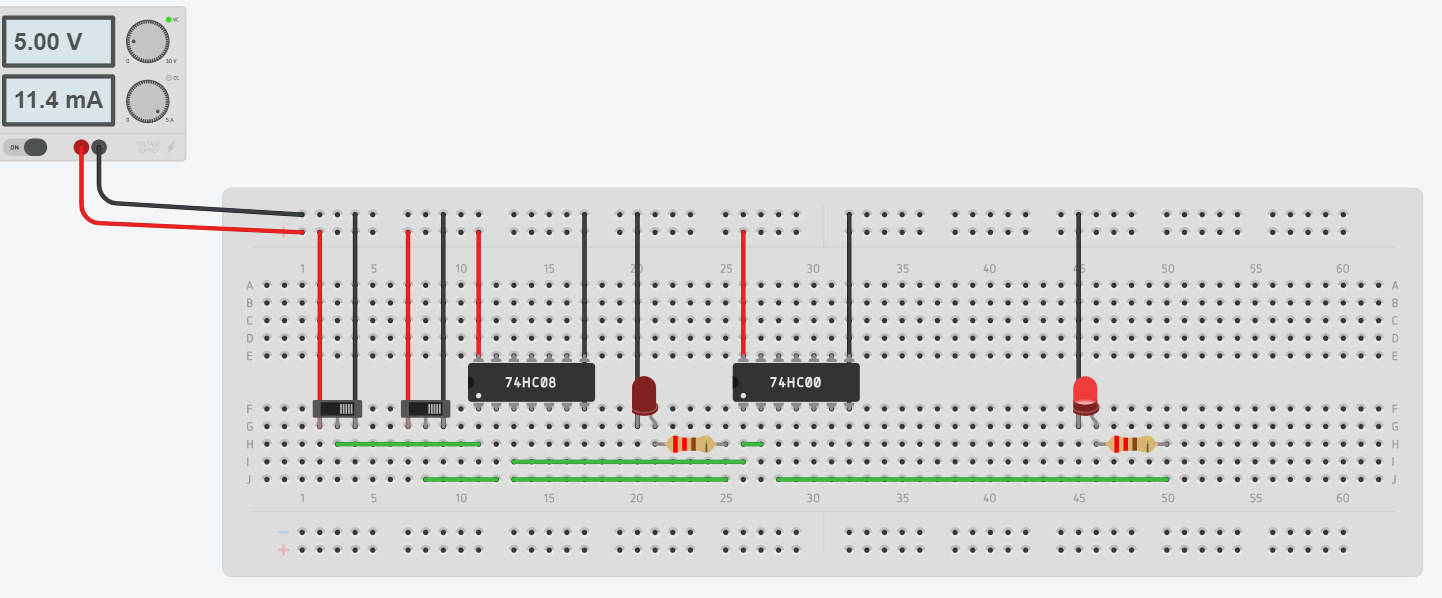 5.00 V
VC
0 30 V
11.4 mA
CC
0 5 A
ON
VOLTAGE
SUPPLY
1 5 10 15 20 25 30 35 40 45 50 55 60
A A
B B
C C
D D
E E
74HC08 74HC00
F F
G G
H H
I I
J J
1 5 10 15 20 25 30 35 40 45 50 55 60
−
+